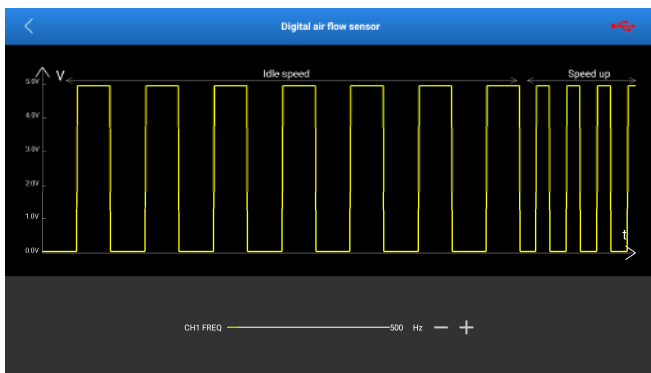 Digital air flow sensor
5.0V V Idle speed Speed up
4.0V
3.0V
2.0V
1.0V
t
0.0V
CH1 FREQ 500 Hz